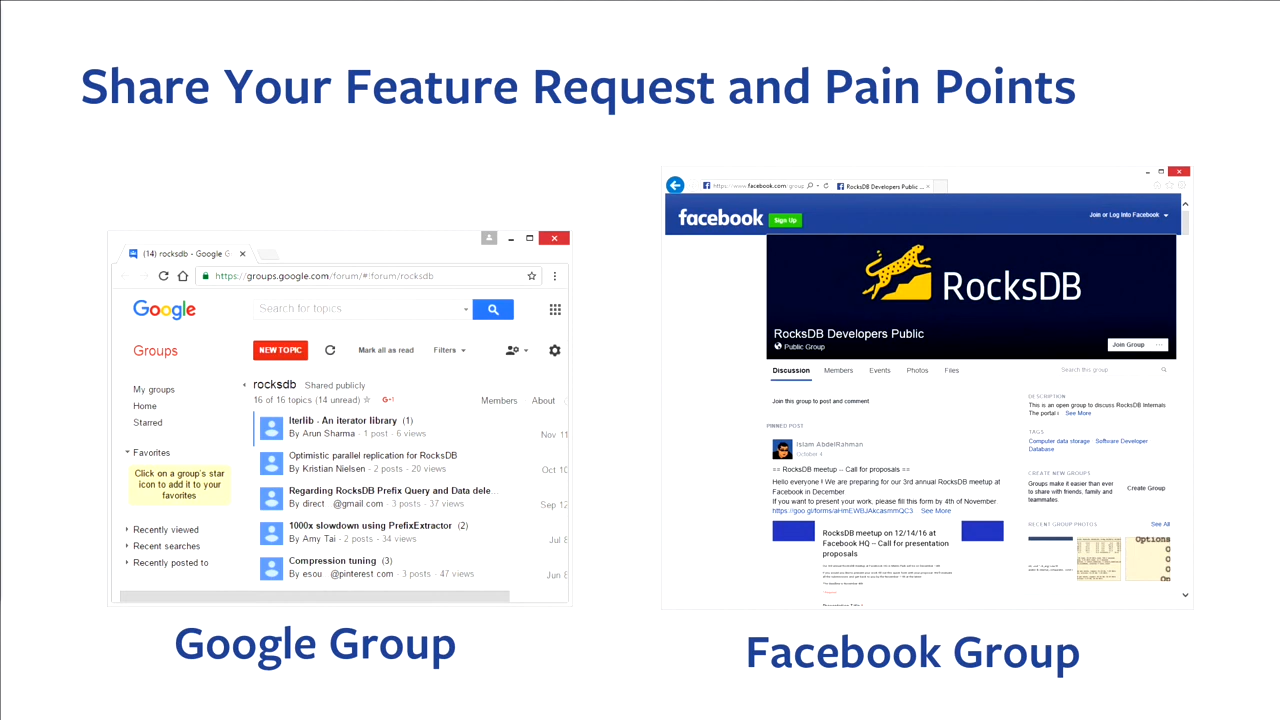 Share Your Feature Request and Pain Points
(14) rocksdb - Google G
https://groups.google.com/forum/#!forum/rocksdb
Google
Search for topics
Groups
NEW TOPIC
Mark all as read
Filters
My groups
Home
Starred
Favorites
Click on a group's star
icon to add it to your
favorites
Recently viewed
Recent searches
Recently posted to
rocksdb Shared publicly
16 of 16 topics (14 unread)
G+1
Members
About
Iterlib - An iterator library (1)
By Arun Sharma - 1 post - 6 views
Nov. 11
Optimistic parallel replication for RocksDB
By Kristian Nielsen - 2 posts - 20 views
Oct 10
Regarding RocksDB Prefix Query and Data dele...
By direct @gmail.com - 3 posts - 37 views
Sep 12
1000x slowdown using PrefixExtractor (2)
By Amy Tai - 2 posts - 34 views
Jul 8
Compression tuning (3)
By esou @pinterest.com - 3 posts - 47 views
Jun 8
Google Group
https://www.facebook.com/group
RocksDB Developers Public ...
facebook
Sign Up
Join or Log Into Facebook
RocksDB
RocksDB Developers Public
Public Group
Join Group
Discussion
Members
Events
Photos
Files
Search this group
Join this group to post and comment
PINNED POST
Islam AbdelRahman
October 4
== RocksDB meetup -- Call for proposals ==
Hello everyone ! We are preparing for our 3rd annual RocksDB meetup at
Facebook in December
If you want to present your work, please fill this form by 4th of November.
See More
RocksDB meetup on 12/14/16 at
Facebook HQ -- Call for presentation
proposals
DESCRIPTION
This is an open group to discuss RocksDB Internals
The portal i See More
TAGS
Computer data storage Software Developer
Database
CREATE NEW GROUPS
Groups make it easier than ever
to share with friends, family and
teammates.
Create Group
RECENT GROUP PHOTOS
See All
Options
Facebook Group